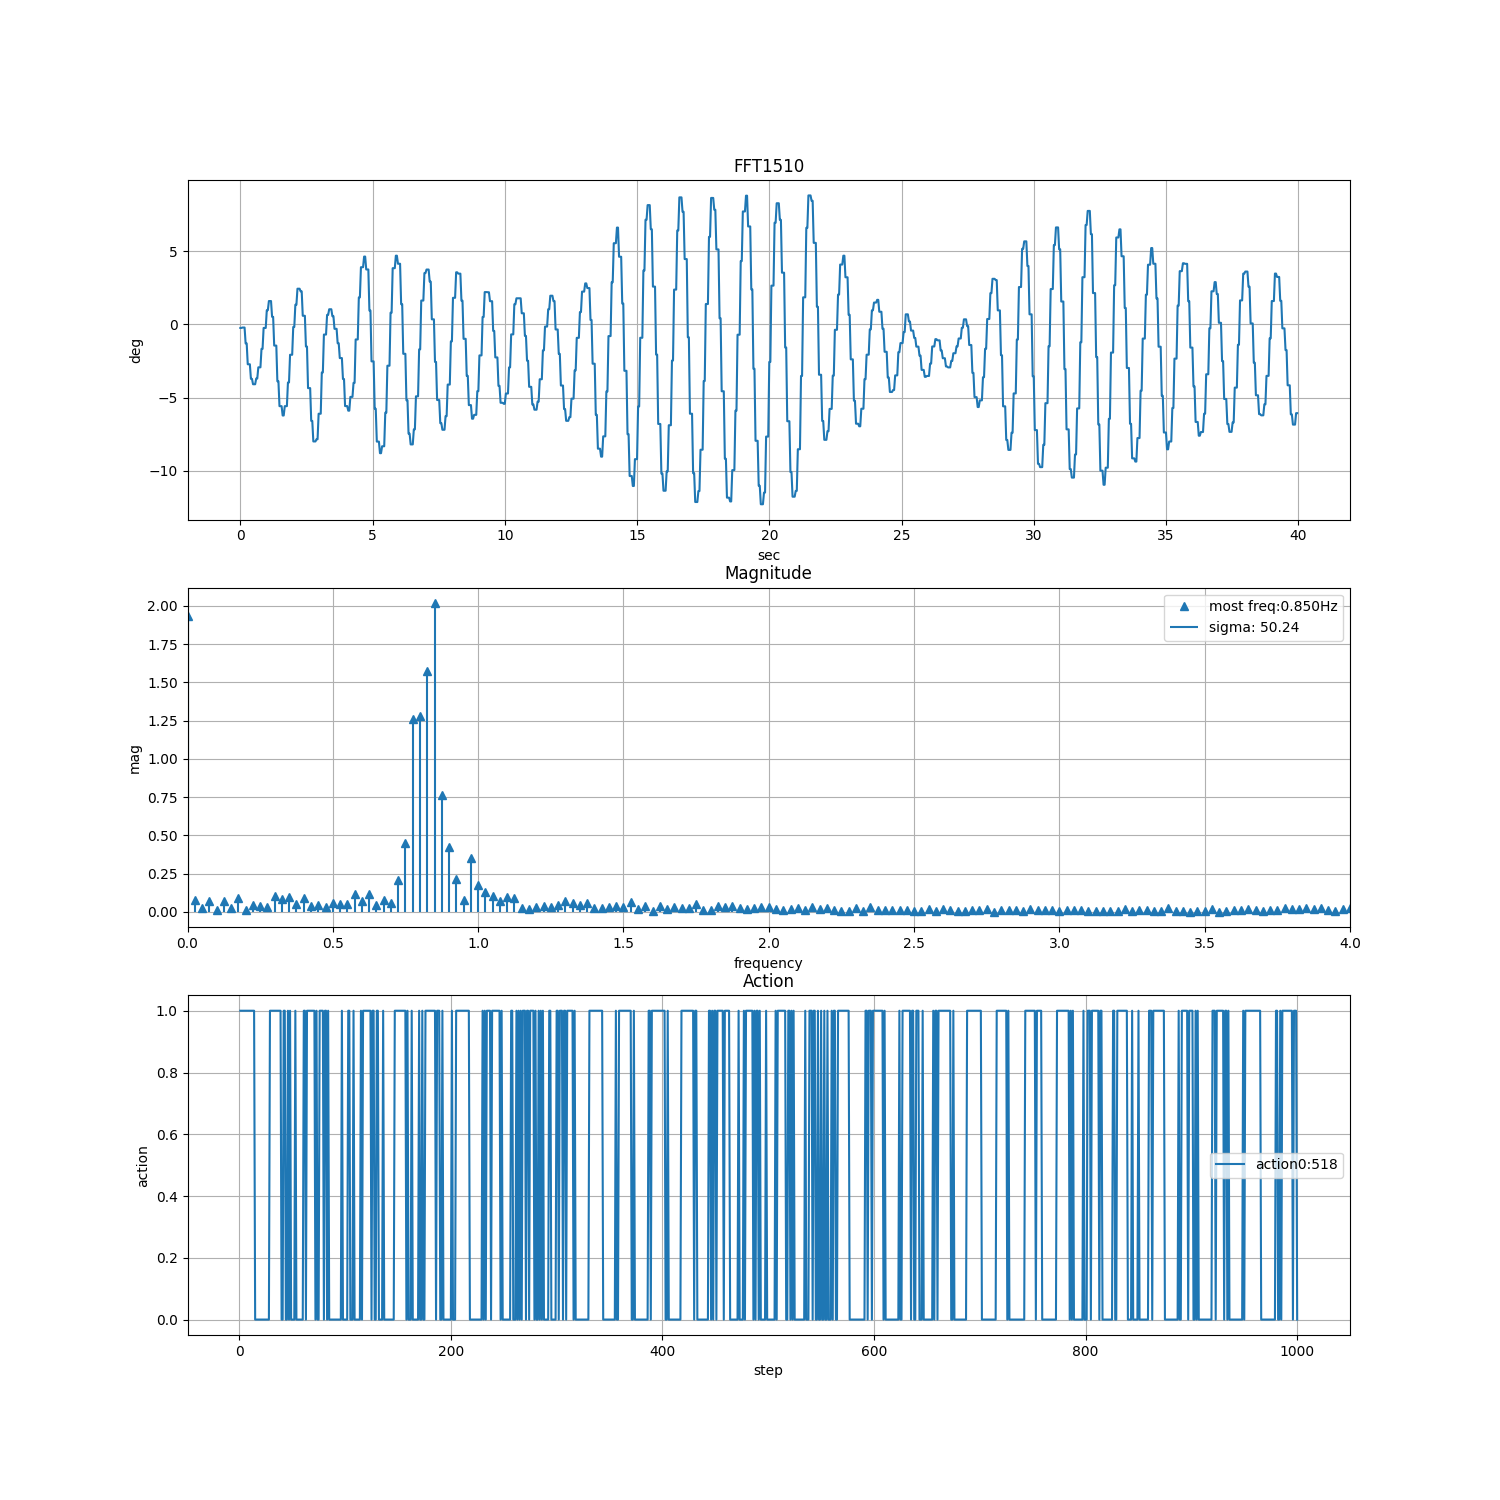 FFT1510
5
0
−5
−10
deg
0 5 10 15 20 25 30 35 40
sec
Magnitude
2.00
1.75
1.50
1.25
1.00
0.75
0.50
0.25
0.00
mag
most freq:0.850Hz
sigma: 50.24
0.0 0.5 1.0 1.5 2.0 2.5 3.0 3.5 4.0
frequency
Action
1.0
0.8
0.6
0.4
0.2
0.0
action
action0:518
0 200 400 600 800 1000
step